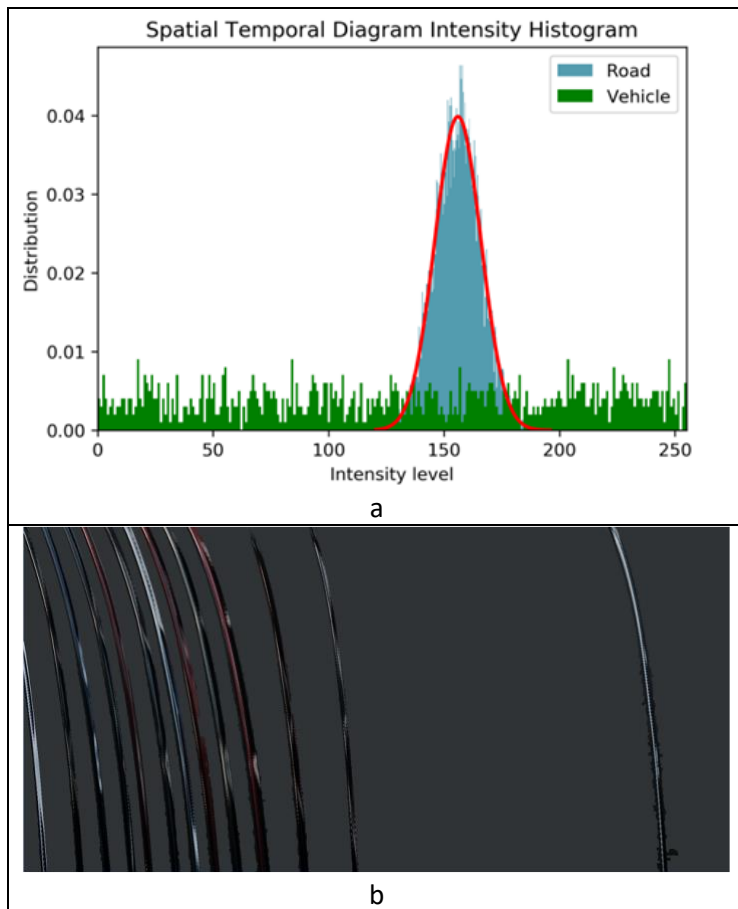 Spatial Temporal Diagram Intensity Histogram
Road
Vehicle
0.04
0.03
0.02
0.01
0.00
Distribution
0
50
100
150
200
250
Intensity level
a
b